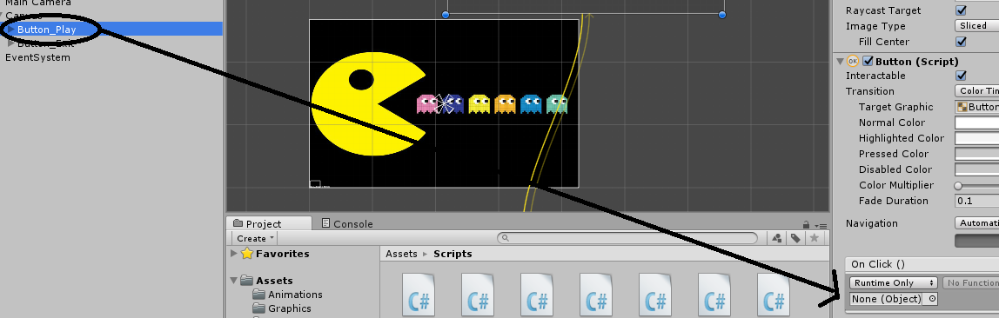 Main Camera
Canvas
Button_Play
Button_Exit
EventSystem
Project
Console
Create
Favorites
Assets
Animations
Graphics
Assets ▸ Scripts
C#
C#
C#
C#
C#
C#
C#
Raycast Target
Image Type Sliced
Fill Center
OK Button (Script)
Interactable
Transition Color Tin
Target Graphic Button
Normal Color
Highlighted Color
Pressed Color
Disabled Color
Color Multiplier
Fade Duration 0.1
Navigation Automati
On Click ()
Runtime Only No Function
None (Object)